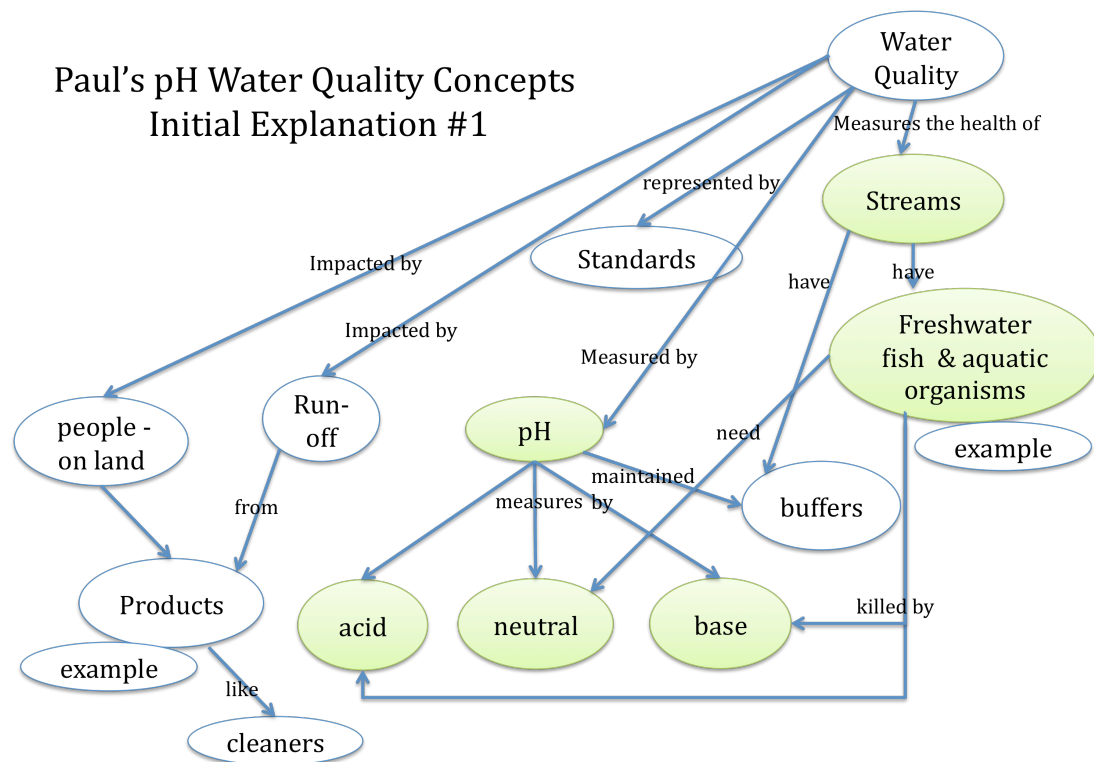 Paul’s pH Water Quality Concepts
Initial Explanation #1
Water
Quality
Measures the health of
represented by
Streams
Standards
Impacted by
have
have
Impacted by
Freshwater
fish & aquatic
organisms
Measured by
people -
on land
Run-
off
pH
need
example
maintained
by
measures
from
buffers
Products
acid
neutral
base
killed by
example
like
cleaners